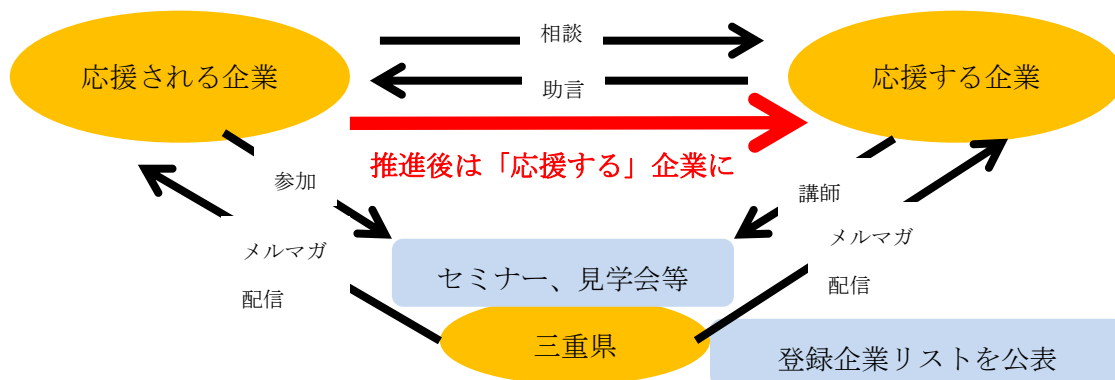 相談
応援される企業
応援する企業
助言
推進後は「応援する」企業に
参加
講師
メルマガ
配信
メルマガ
配信
セミナー、見学会等
三重県
登録企業リストを公表